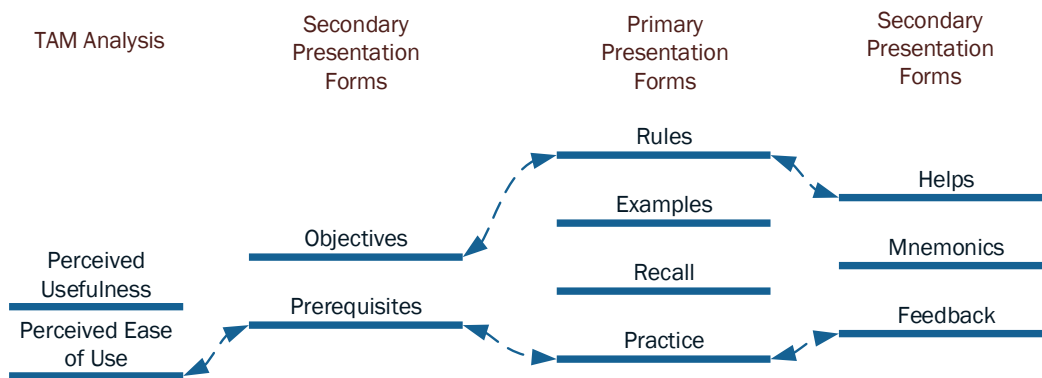 TAM Analysis
Secondary
Presentation
Forms
Primary
Presentation
Forms
Secondary
Presentation
Forms
Perceived
Usefulness
Perceived Ease
of Use
Objectives
Prerequisites
Rules
Examples
Recall
Practice
Helps
Mnemonics
Feedback